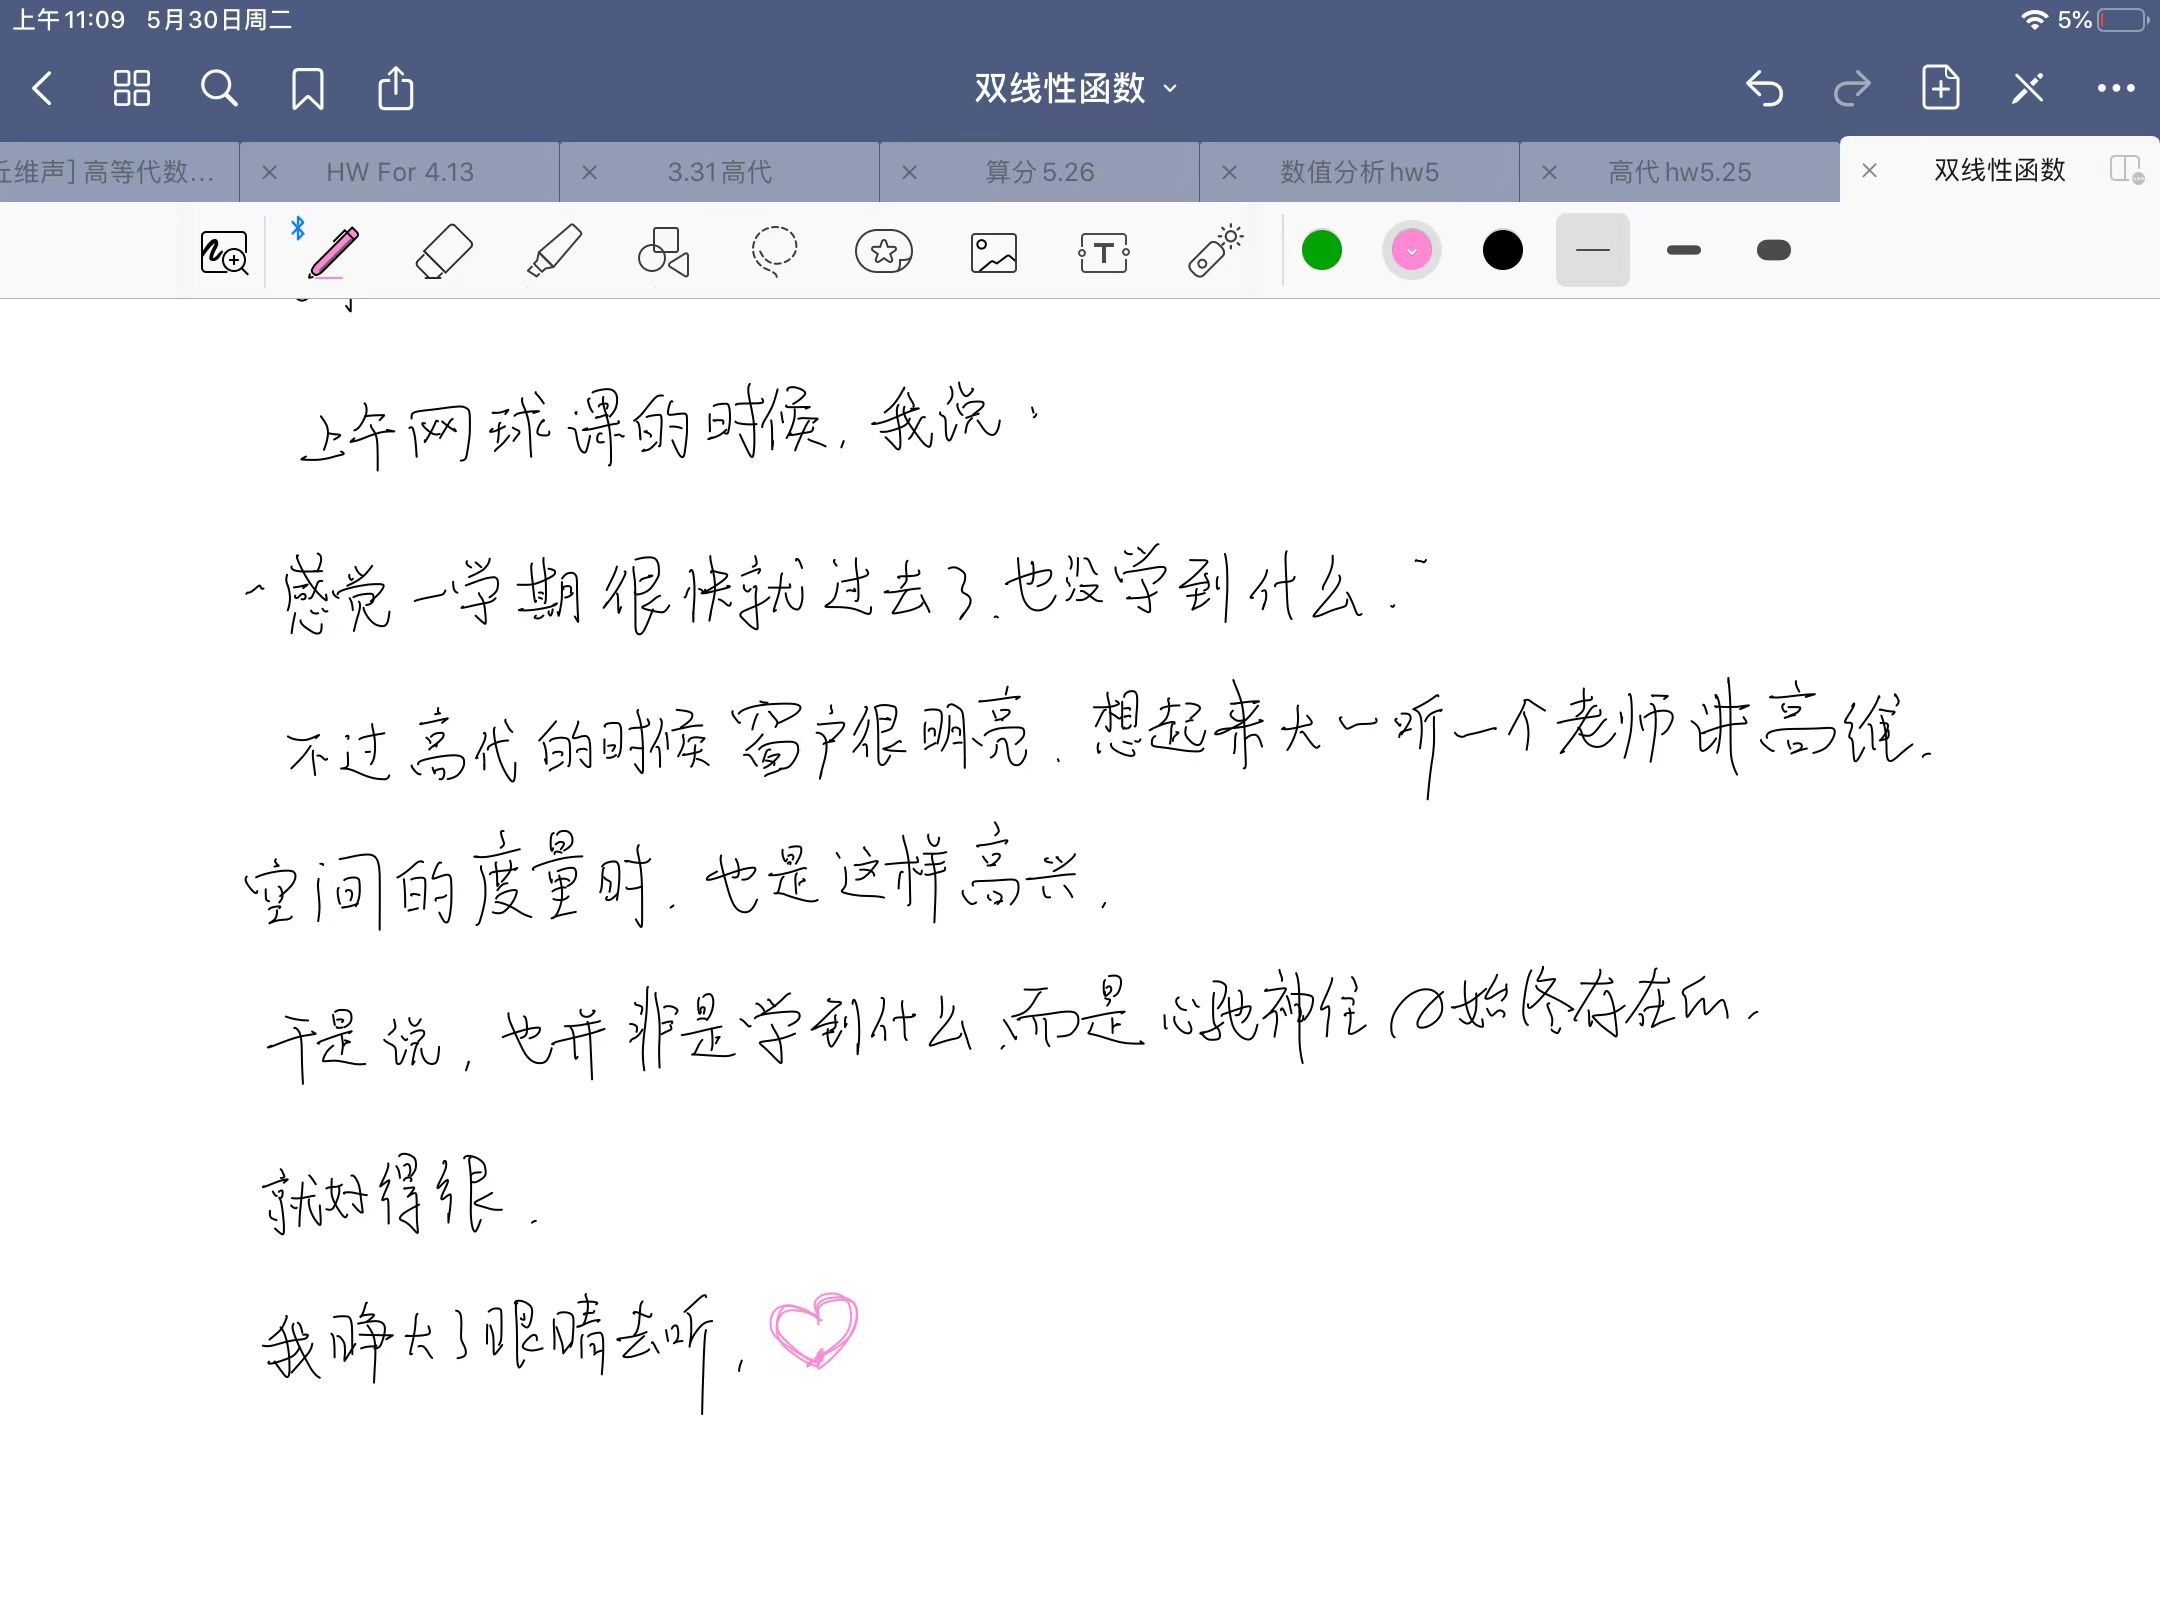 上午11:09 5月30日周二 5%
双线性函数
丘维声] 高等代数... HW For 4.13 3.31高代 算分5.26 数值分析hw5 高代hw5.25 双线性函数
T
上午网球课的时候，我说：
“感觉一学期很快就过去了，也没学到什么.”
不过高代的时候窗户很明亮.想起来大一听一个老师讲高维.
空间的度量时.也是这样高兴.
于是说，也并非是学到什么,而是心驰神往 始终存在
就好得很.
我睁大了眼睛去听.